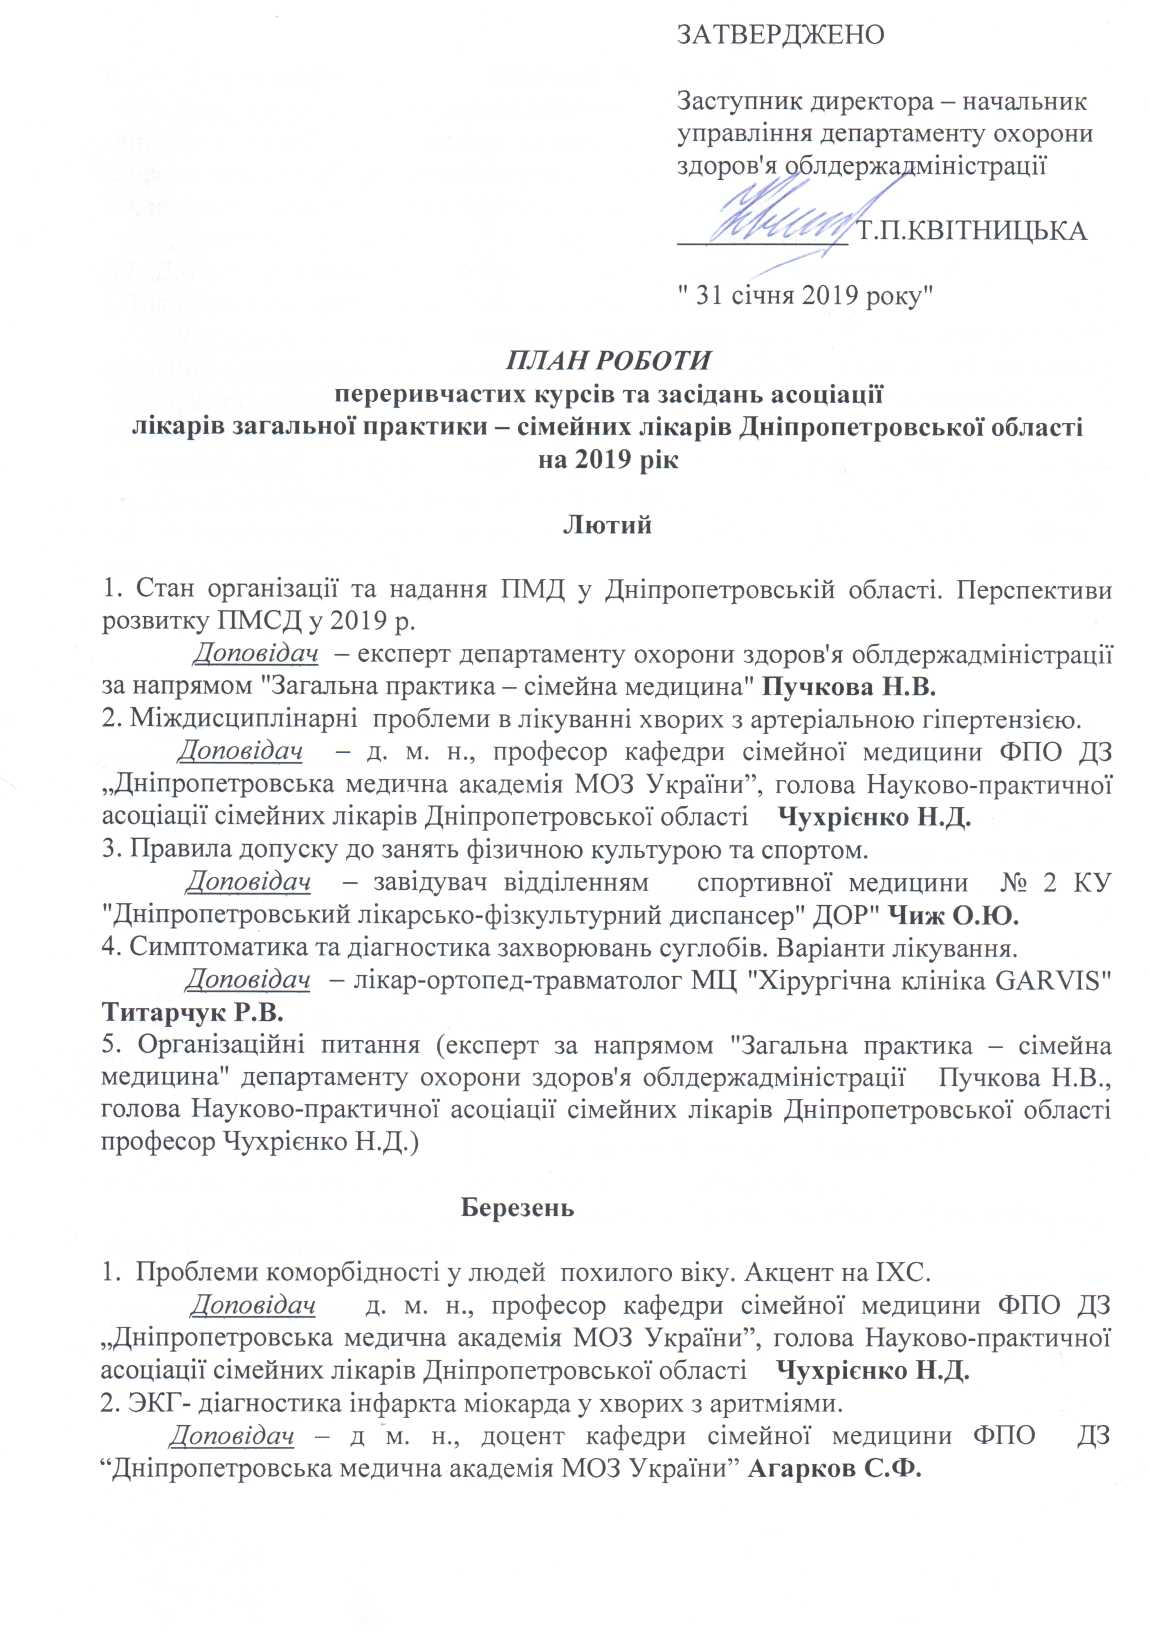 ЗАТВЕРДЖЕНО
Заступник директора – начальник
управління департаменту охорони
здоров'я облдержадміністрації
____________ Т.П.КВІТНИЦЬКА
" 31 січня 2019 року"
ПЛАН РОБОТИ
переривчастих курсів та засідань асоціації
лікарів загальної практики – сімейних лікарів Дніпропетровської області
на 2019 рік
Лютий
1. Стан організації та надання ПМД у Дніпропетровській області. Перспективи
розвитку ПМСД у 2019 р.
Доповідач – експерт департаменту охорони здоров'я облдержадміністрації
за напрямом "Загальна практика – сімейна медицина" Пучкова Н.В.
2. Міждисциплінарні проблеми в лікуванні хворих з артеріальною гіпертензією.
Доповідач – д. м. н., професор кафедри сімейної медицини ФПО ДЗ
„Дніпропетровська медична академія МОЗ України”, голова Науково-практичної
асоціації сімейних лікарів Дніпропетровської області Чухрієнко Н.Д.
3. Правила допуску до занять фізичною культурою та спортом.
Доповідач – завідувач відділенням спортивної медицини № 2 КУ
"Дніпропетровський лікарсько-фізкультурний диспансер" ДОР" Чиж О.Ю.
4. Симптоматика та діагностика захворювань суглобів. Варіанти лікування.
Доповідач – лікар-ортопед-травматолог МЦ "Хірургічна клініка GARVIS"
Титарчук Р.В.
5. Організаційні питання (експерт за напрямом "Загальна практика – сімейна
медицина" департаменту охорони здоров'я облдержадміністрації Пучкова Н.В.,
голова Науково-практичної асоціації сімейних лікарів Дніпропетровської області
професор Чухрієнко Н.Д.)
Березень
1. Проблеми коморбідності у людей похилого віку. Акцент на ІХС.
Доповідач д. м. н., професор кафедри сімейної медицини ФПО ДЗ
„Дніпропетровська медична академія МОЗ України”, голова Науково-практичної
асоціації сімейних лікарів Дніпропетровської області Чухрієнко Н.Д.
2. ЭКГ- діагностика інфаркта міокарда у хворих з аритміями.
Доповідач – д м. н., доцент кафедри сімейної медицини ФПО ДЗ
“Дніпропетровська медична академія МОЗ України” Агарков С.Ф.